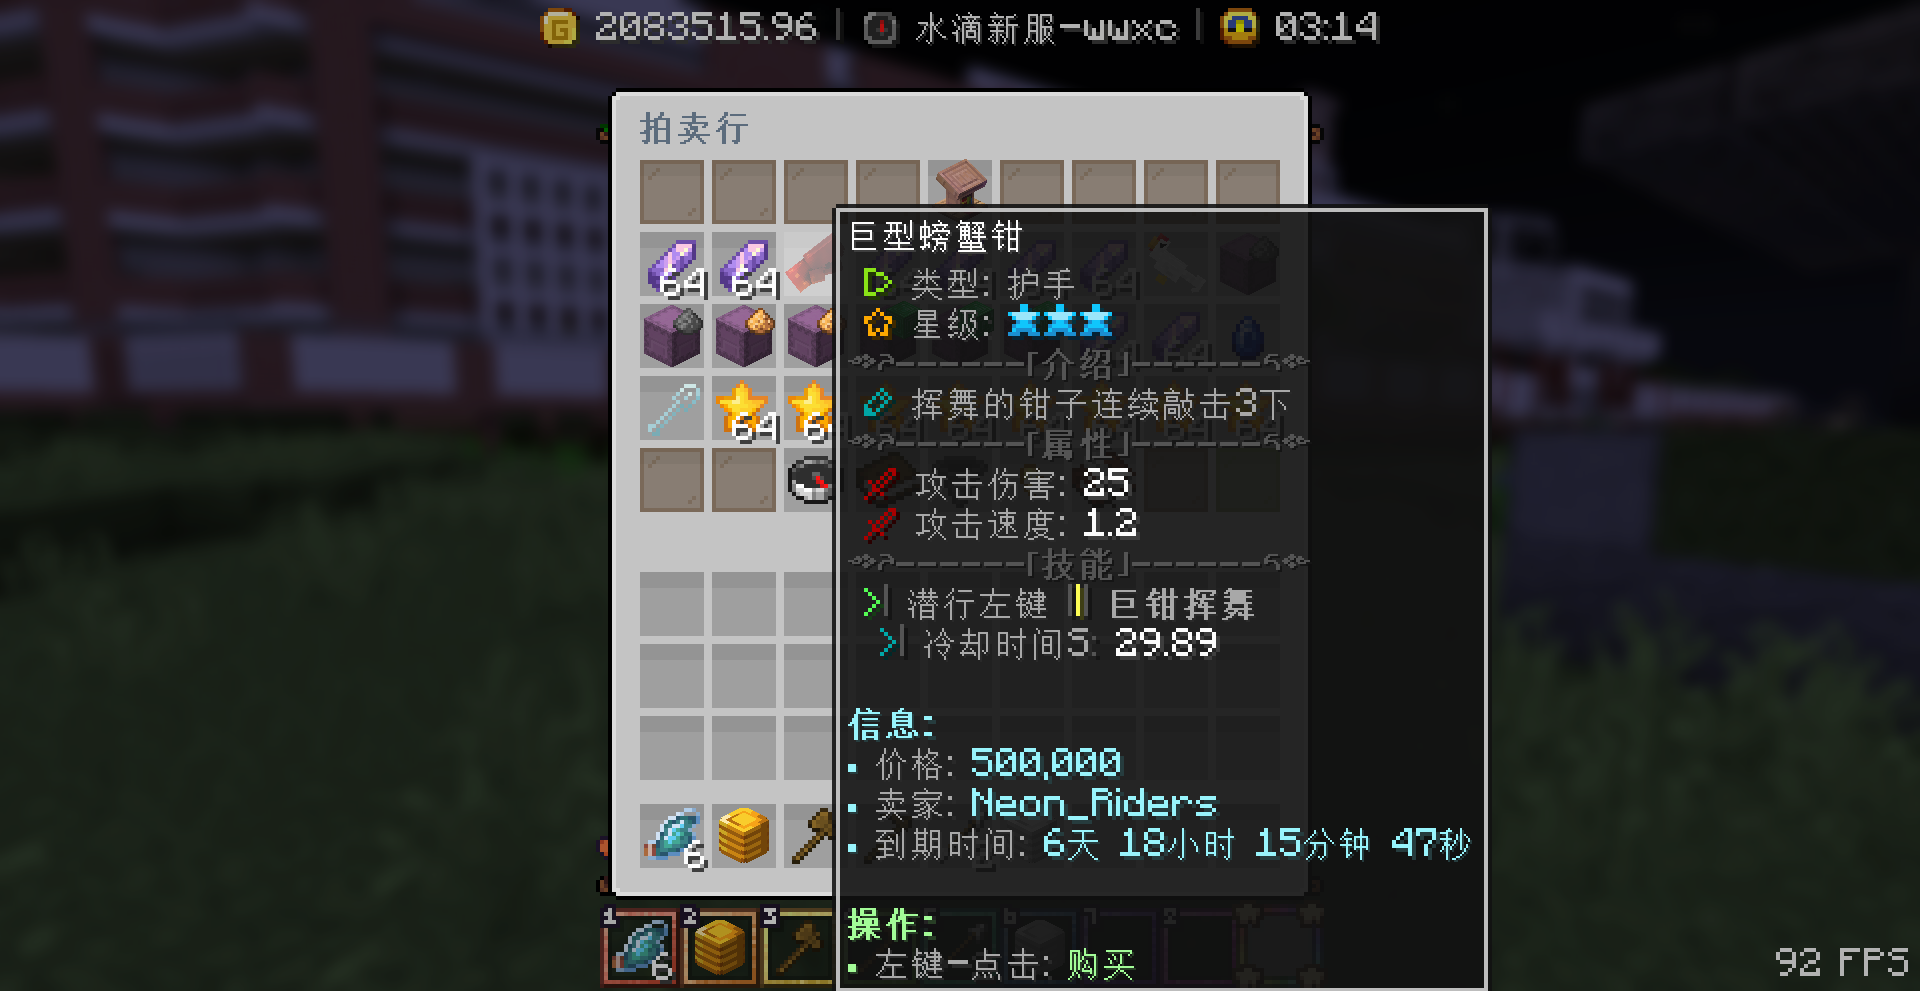 2083515.96 | 水滴新服-wwxc | 03:14
拍卖行
巨型螃蟹钳
类型: 护手
星级: ★★★
「介绍」
挥舞的钳子连续敲击3下
「属性」
攻击伤害: 25
攻击速度: 1.2
「技能」
潜行左键 || 巨钳挥舞
冷却时间S: 29.89
信息:
▪ 价格: 500,000
▪ 卖家: Neon_Riders
▪ 到期时间: 6天 18小时 15分钟 47秒
操作:
▪ 左键-点击: 购买
64 64
64
6
1 2 3
6
92 FPS